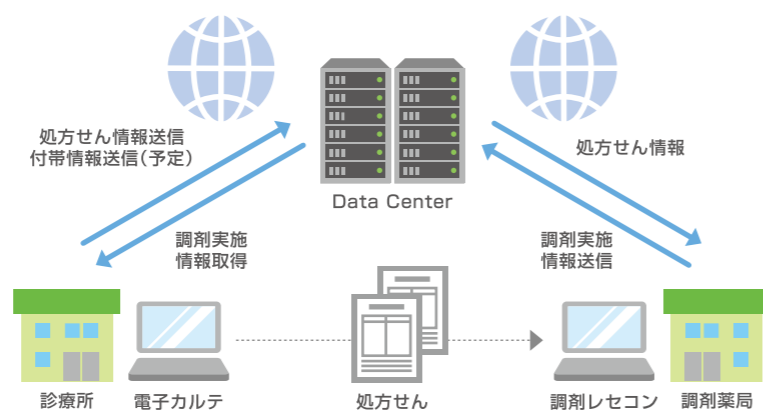 処方せん情報送信
付帯情報送信(予定)
処方せん情報
Data Center
調剤実施
情報取得
調剤実施
情報送信
診療所
電子カルテ
処方せん
調剤レセコン
調剤薬局